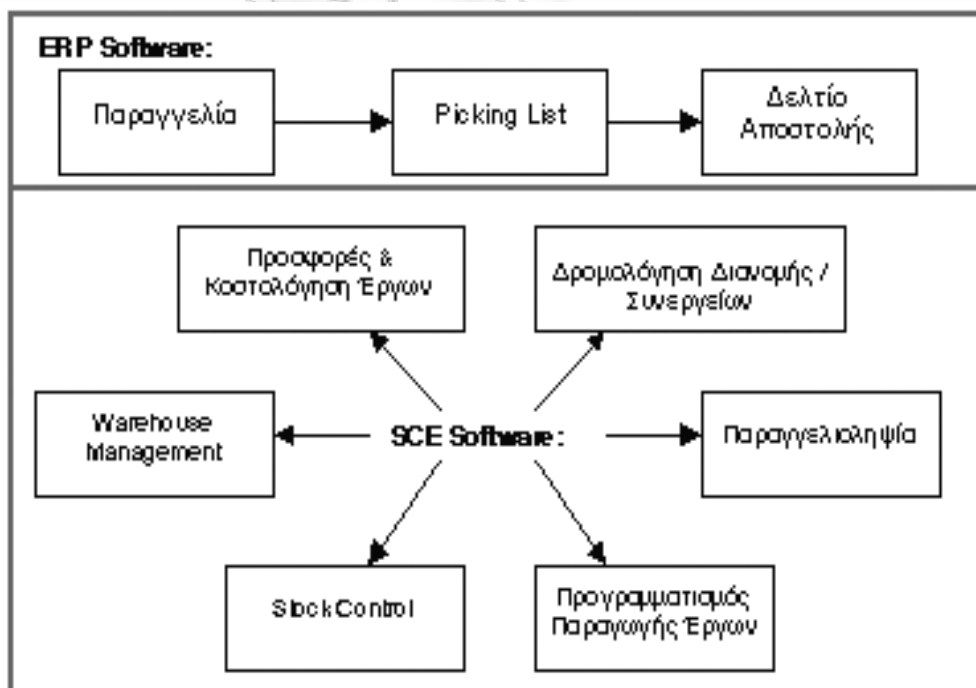 ERP Software:
Παραγγελία
Picking List
Δελτίο
Αποστολής
Προσφορές &
Κοστολόγηση Έργων
Δρομολόγηση Διανομής /
Συνεργείων
Warehouse
Management
SCE Software:
Παραγγελιοληψία
Stock Control
Προγραμματισμός
Παραγωγής Έργων